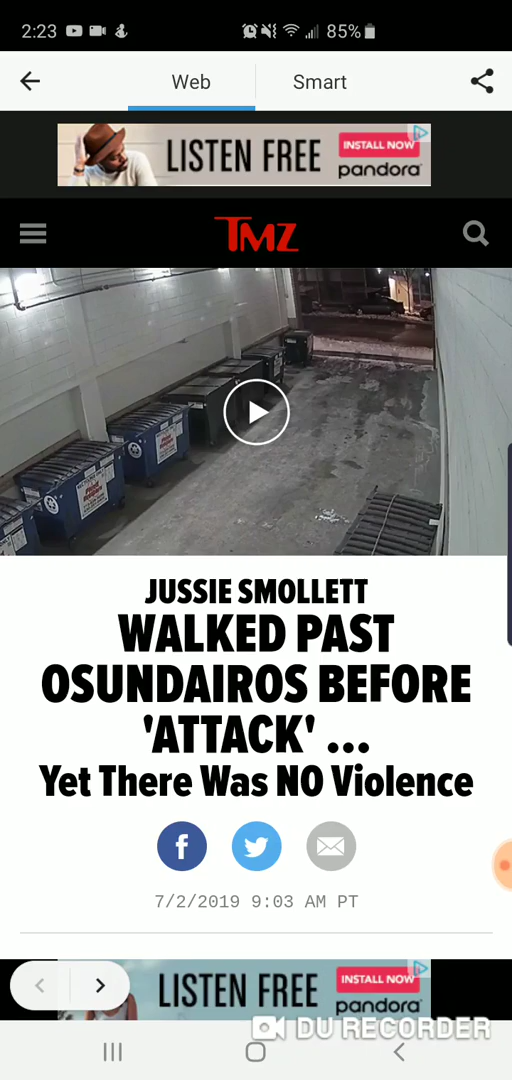 2:23
85%
Web
Smart
LISTEN FREE
INSTALL NOW
pandora
TMZ
JUSSIE SMOLLETT
WALKED PAST
OSUNDAIROS BEFORE
'ATTACK' ...
Yet There Was NO Violence
7/2/2019 9:03 AM PT
LISTEN FREE
INSTALL NOW
pandora
DU RECORDER